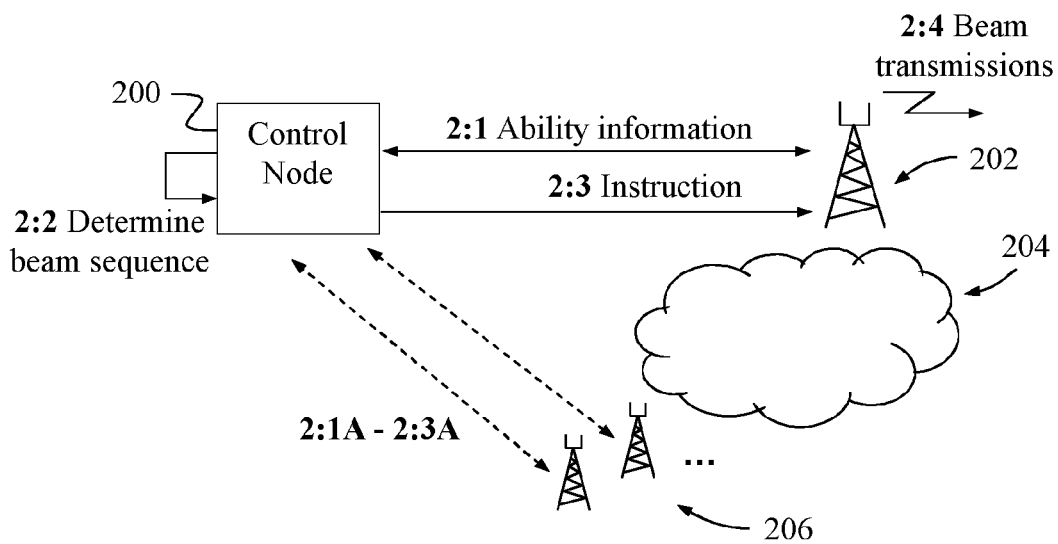 2:4 Beam
transmissions
200
Control
Node
2:1 Ability information
202
2:3 Instruction
2:2 Determine
beam sequence
204
2:1A - 2:3A
...
206